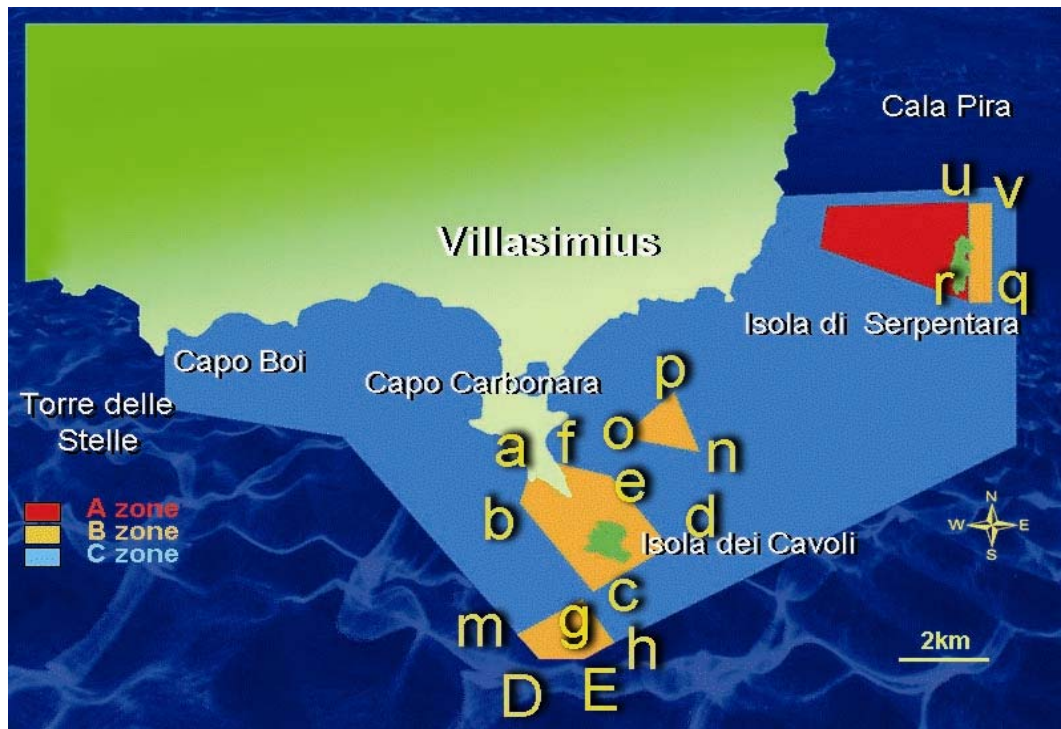 Cala Pira
u
v
Villasimius
r
q
Isola di Serpentara
Capo Boi
Capo Carbonara
p
Torre delle
Stelle
a
f
o
n
e
b
d
A zone
B zone
C zone
Isola dei Cavoli
N
W
E
S
c
g
m
h
D
E
2km